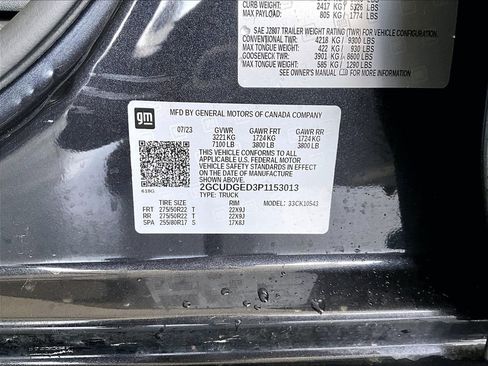 CURB WEIGHT: 2417 KG / 5326 LBS
MAX PAYLOAD: 805 KG / 1774 LBS
SAE J2807 TRAILER WEIGHT RATING (TWR) FOR VEHICLE CONFIGURATION.
CONVENTIONAL TWR: 4218 KG / 9300 LBS
MAX TONGUE WEIGHT: 422 KG / 930 LBS
GOOSENECK TWR: 3901 KG / 8600 LBS
MAX TONGUE WEIGHT: 585 KG / 1290 LBS
SEE OWNER'S MANUAL FOR ADDITIONAL
gm
MFD BY GENERAL MOTORS OF CANADA COMPANY
07/23 GVWR GAWR FRT GAWR RR
3221 KG 1724 KG 1724 KG
7100 LB 3800 LB 3800 LB
THIS VEHICLE CONFORMS TO ALL
APPLICABLE U.S. FEDERAL MOTOR
VEHICLE SAFETY STANDARDS IN EFFECT
ON THE DATE OF MANUFACTURE SHOWN ABOVE.
618G
2GCUDGED3P1153013
TYPE: TRUCK
TIRE SIZE RIM 33CK10543
FRT 275/50R22 T 22X9J
RR 275/50R22 T 22X9J
SPA 255/80R17 S 17X8J